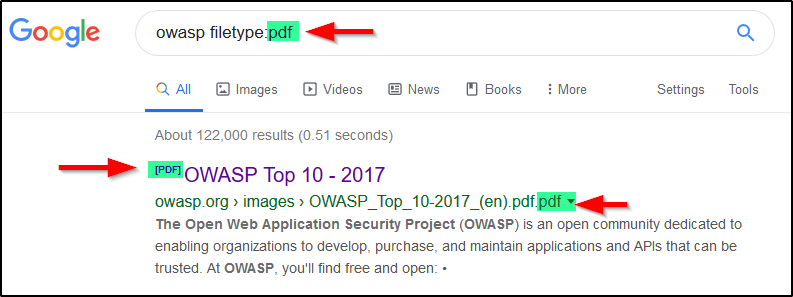 Google
owasp filetype:pdf
All Images Videos News Books More Settings Tools
About 122,000 results (0.51 seconds)
[PDF] OWASP Top 10 - 2017
owasp.org › images › OWASP_Top_10-2017_(en).pdf.pdf
The Open Web Application Security Project (OWASP) is an open community dedicated to
enabling organizations to develop, purchase, and maintain applications and APIs that can be
trusted. At OWASP, you'll find free and open: •